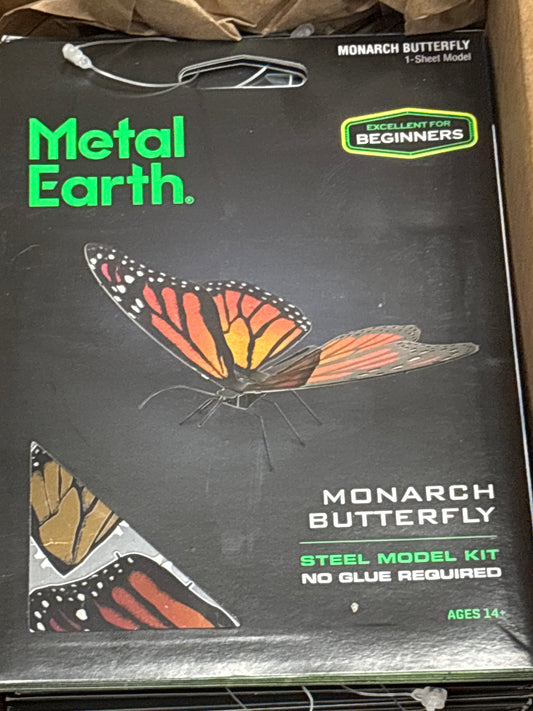 MONARCH BUTTERFLY
1-Sheet Model
EXCELLENT FOR
BEGINNERS
Metal
Earth®
MONARCH
BUTTERFLY
STEEL MODEL KIT
NO GLUE REQUIRED
AGES 14+